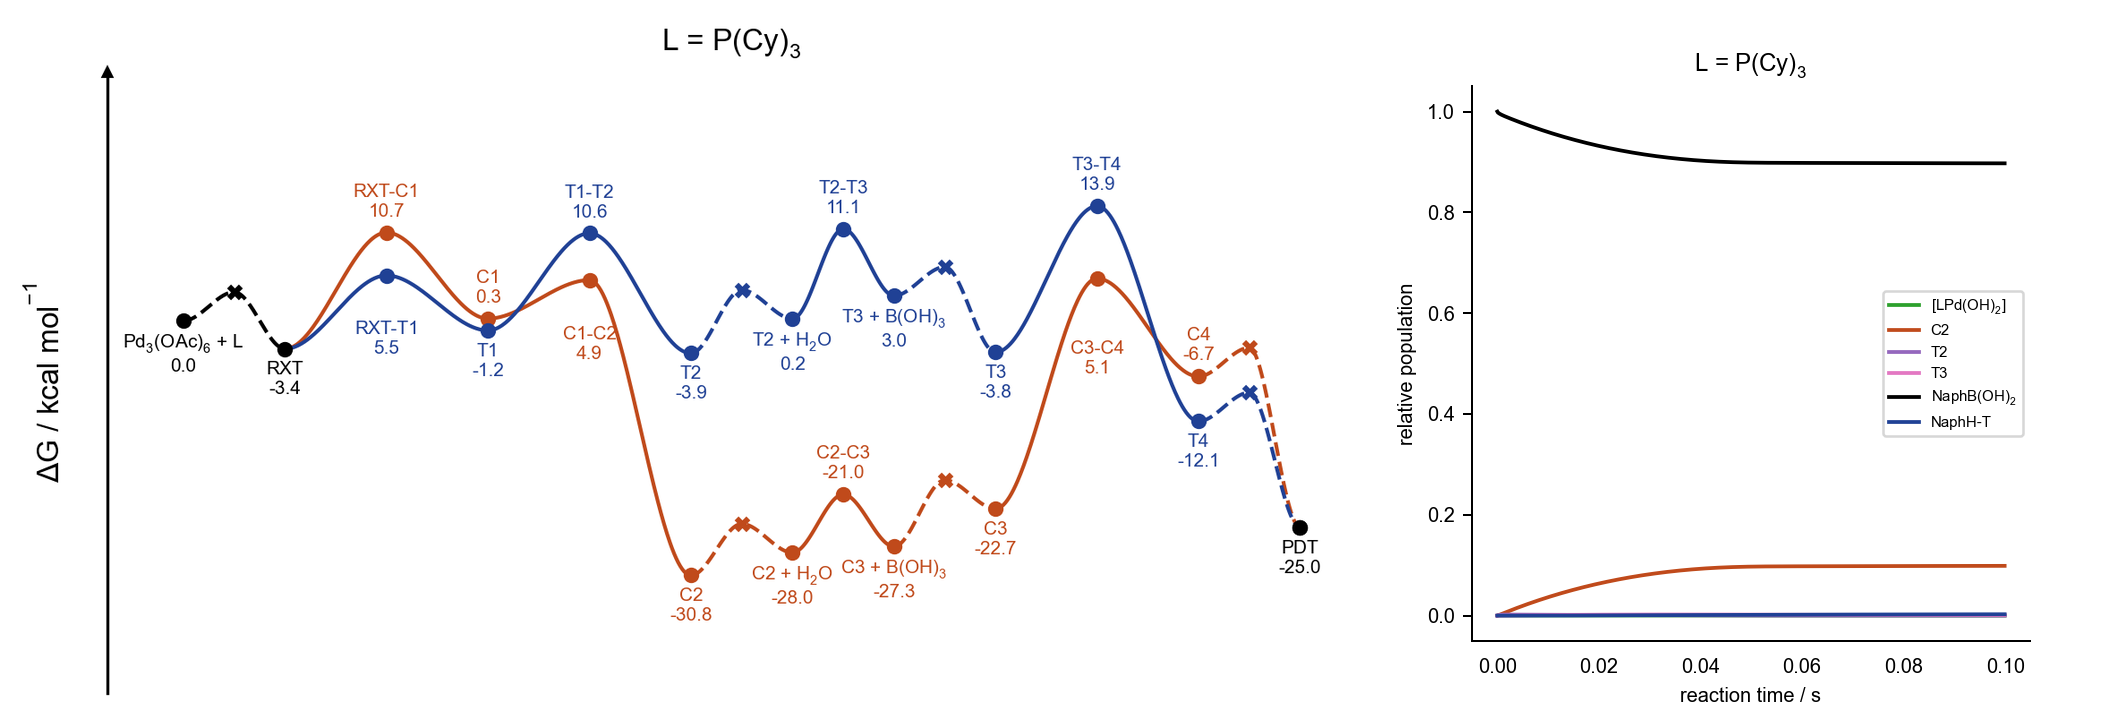 L = P(Cy)₃
ΔG / kcal mol⁻¹
Pd₃(OAc)₆ + L
0.0
RXT
-3.4
RXT-C1
10.7
RXT-T1
5.5
C1
0.3
T1
-1.2
T1-T2
10.6
C1-C2
4.9
T2
-3.9
C2
-30.8
T2 + H₂O
0.2
C2 + H₂O
-28.0
T2-T3
11.1
C2-C3
-21.0
T3 + B(OH)₃
3.0
C3 + B(OH)₃
-27.3
T3
-3.8
C3
-22.7
T3-T4
13.9
C3-C4
5.1
C4
-6.7
T4
-12.1
PDT
-25.0
L = P(Cy)₃
relative population
1.0
0.8
0.6
0.4
0.2
0.0
[LPd(OH)₂]
C2
T2
T3
NaphB(OH)₂
NaphH-T
0.00 0.02 0.04 0.06 0.08 0.10
reaction time / s